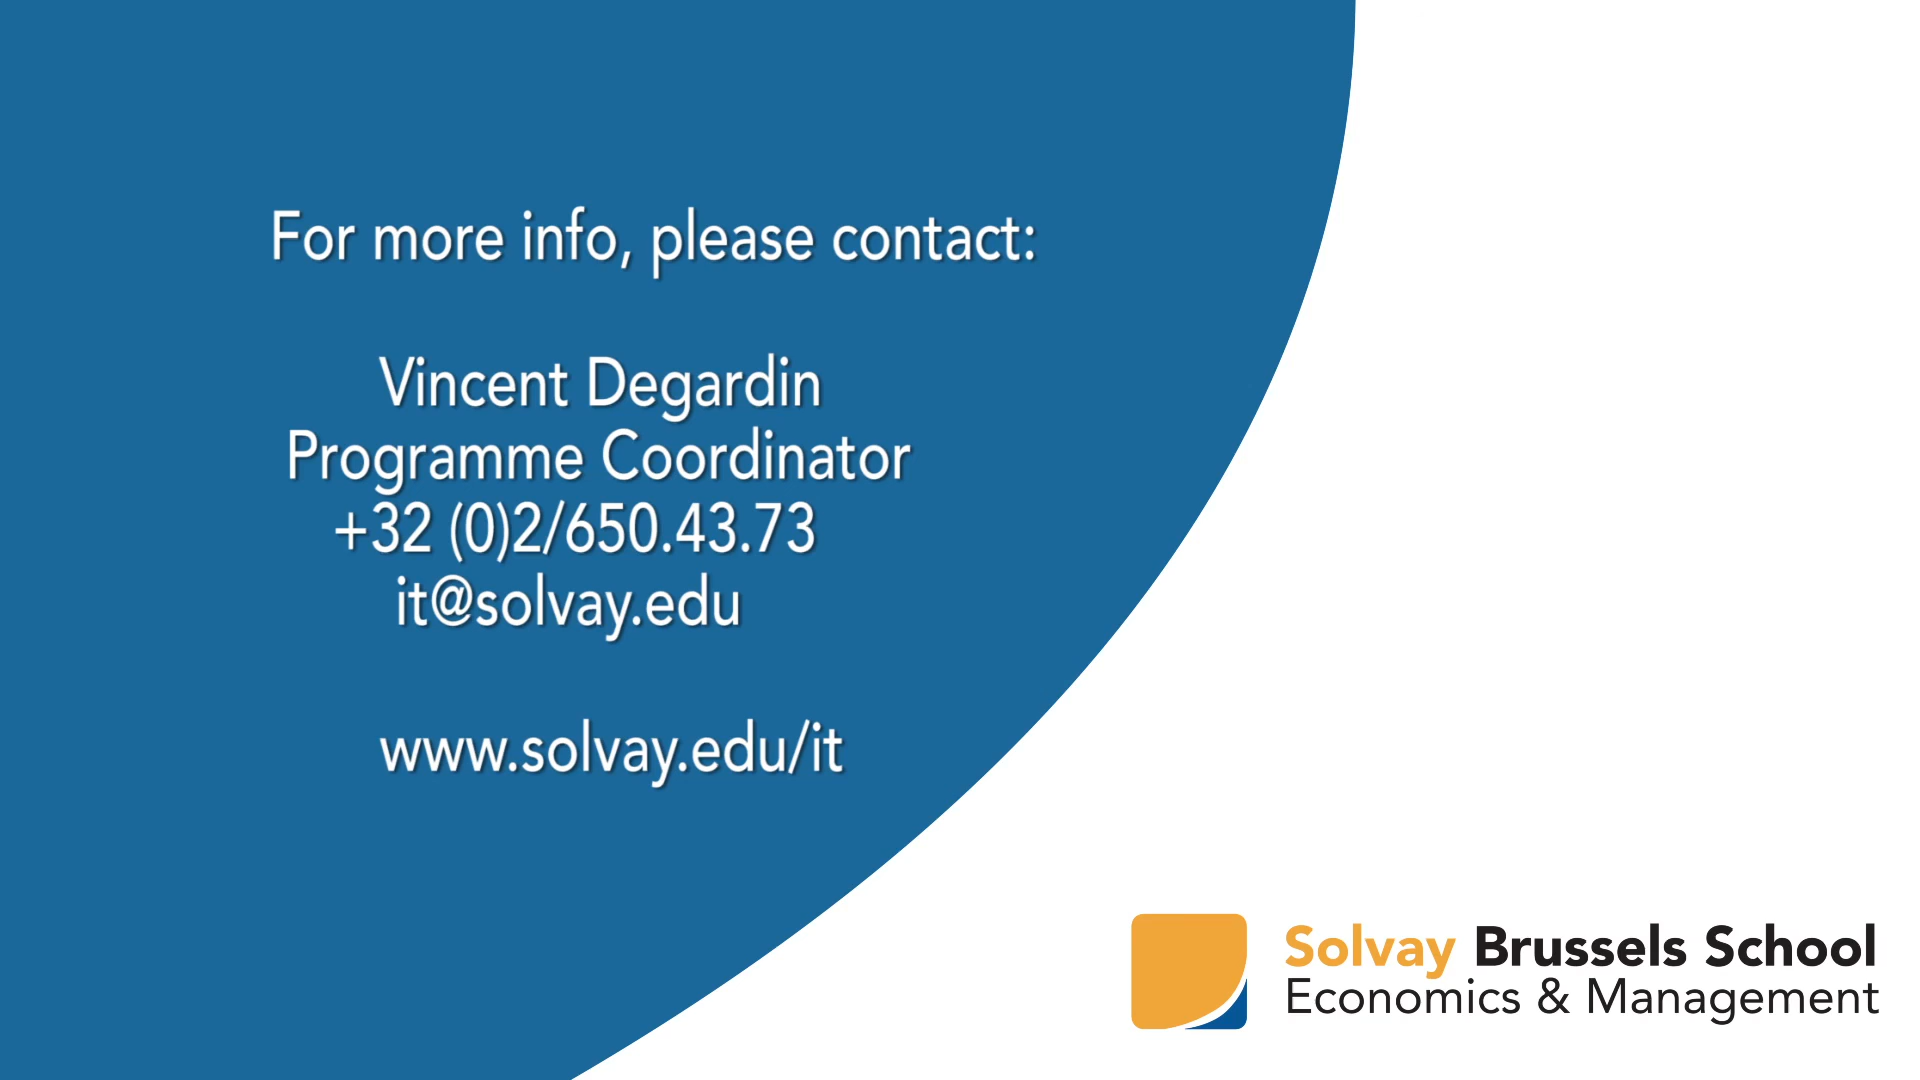 For more info, please contact:
Vincent Degardin
Programme Coordinator
+32 (0)2/650.43.73
it@solvay.edu
www.solvay.edu/it
Solvay Brussels School
Economics & Management